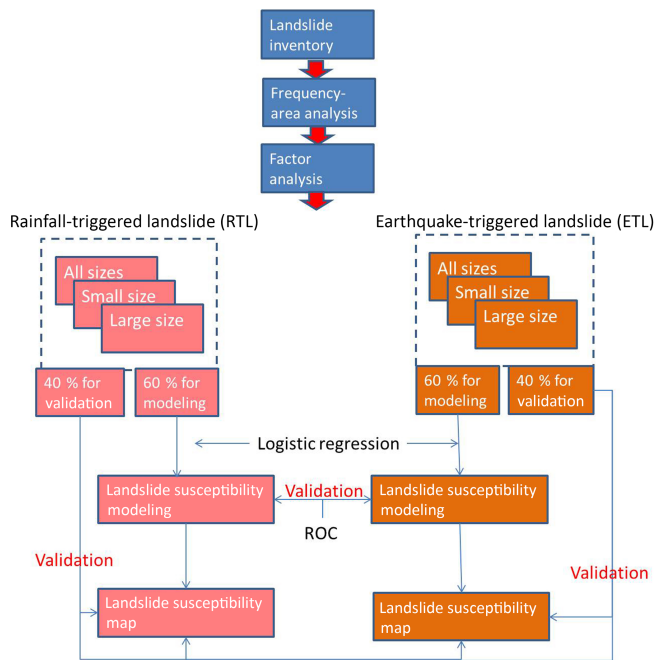 Landslide
inventory
Frequency-
area analysis
Factor
analysis
Rainfall-triggered landslide (RTL)
Earthquake-triggered landslide (ETL)
All sizes
Small size
Large size
All sizes
Small size
Large size
40 % for
validation
60 % for
modeling
60 % for
modeling
40 % for
validation
Logistic regression
Landslide susceptibility
modeling
Validation
Landslide susceptibility
modeling
ROC
Validation
Validation
Landslide susceptibility
map
Landslide susceptibility
map